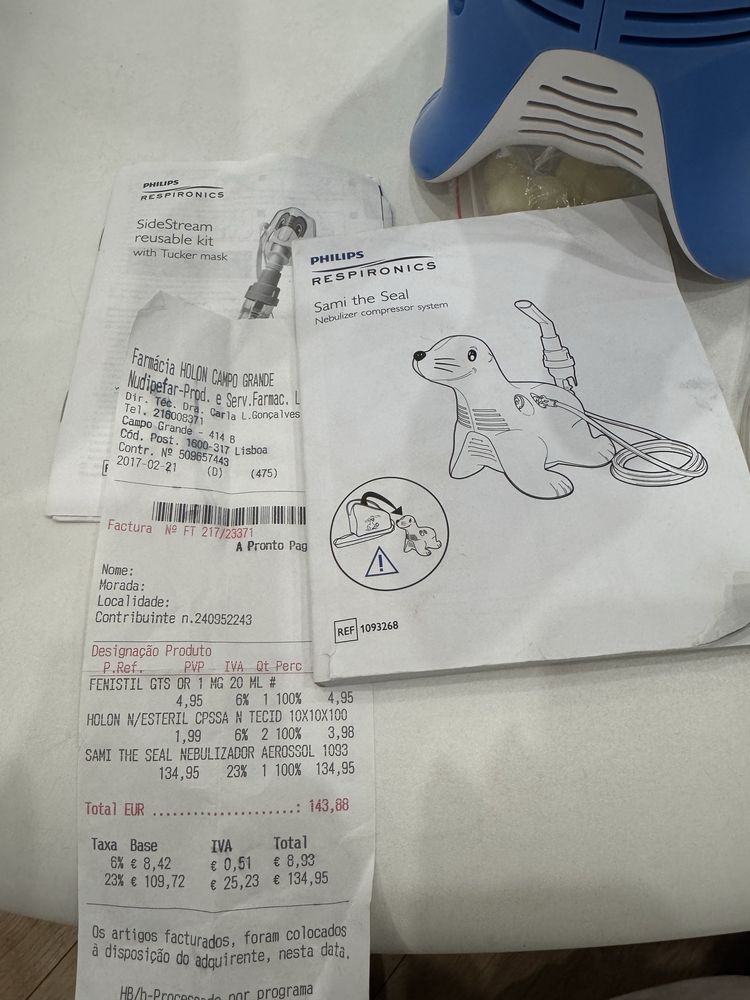 PHILIPS
RESPIRONICS
SideStream
reusable kit
with Tucker mask
PHILIPS
RESPIRONICS
Sami the Seal
Nebulizer compressor system
REF 1093268
Farmácia HOLON CAMPO GRANDE
Nudipefar-Prod. e Serv.Farmac. L
Dir. Téc. Dra. Carla L.Gonçalves
Tel. 216008371
Campo Grande - 414 B
Cód. Post. 1600-317 Lisboa
Contr. Nº 509657443
2017-02-21 (D) (475)
Factura Nº FT 217/23371
A Pronto Pag
Nome:
Morada:
Localidade:
Contribuinte n.240952243
Designação Produto
P.Ref. PVP IVA Qt Perc
FENISTIL GTS OR 1 MG 20 ML #
4,95 6% 1 100% 4,95
HOLON N/ESTERIL CPSSA N TECID 10X10X100
1,99 6% 2 100% 3,98
SAMI THE SEAL NEBULIZADOR AEROSSOL 1093
134,95 23% 1 100% 134,95
Total EUR .....................: 143,88
Taxa Base IVA Total
6% € 8,42 € 0,51 € 8,93
23% € 109,72 € 25,23 € 134,95
Os artigos facturados, foram colocados
à disposição do adquirente, nesta data.
HB/b-Processado por programa